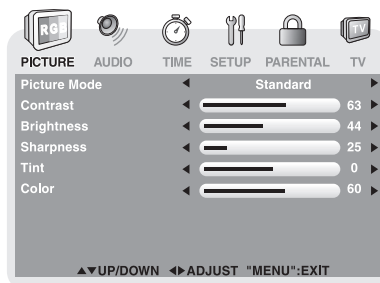 RGB TV
PICTURE AUDIO TIME SETUP PARENTAL TV
Picture Mode ◀ Standard ▶
Contrast ◀ 63 ▶
Brightness ◀ 44 ▶
Sharpness ◀ 25 ▶
Tint ◀ 0 ▶
Color ◀ 60 ▶
▲▼UP/DOWN ◀▶ADJUST "MENU":EXIT